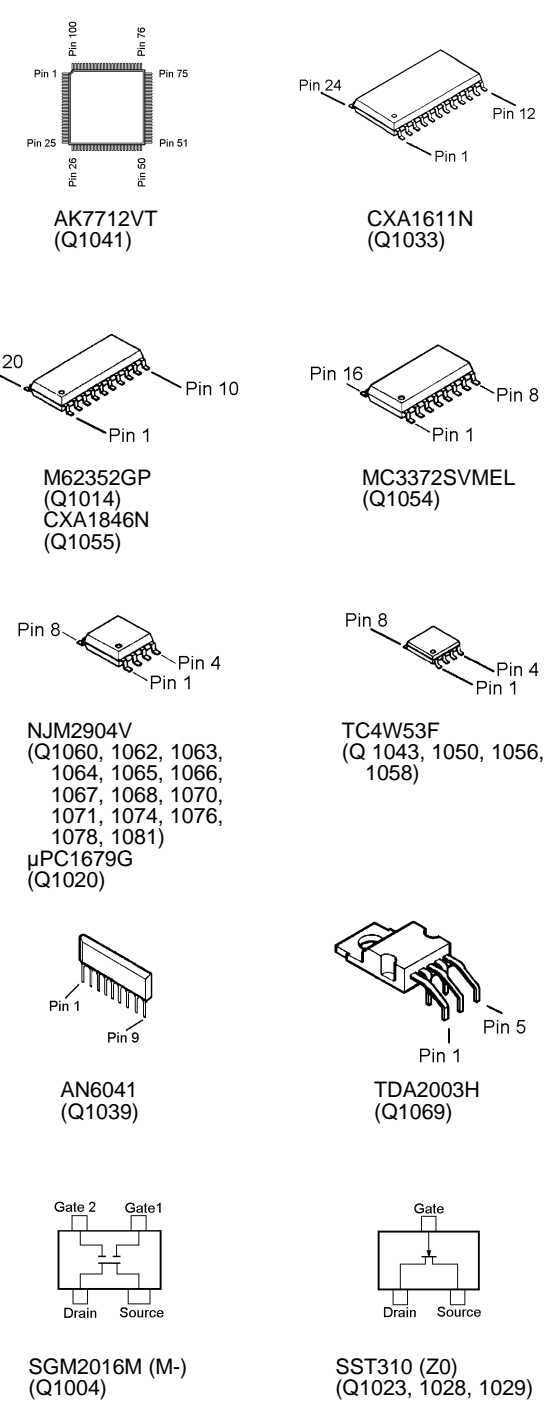 Pin 100
Pin 76
Pin 1
Pin 75
Pin 25
Pin 51
Pin 26
Pin 50
AK7712VT
(Q1041)
Pin 24
Pin 12
Pin 1
CXA1611N
(Q1033)
20
Pin 10
Pin 1
M62352GP
(Q1014)
CXA1846N
(Q1055)
Pin 16
Pin 8
Pin 1
MC3372SVMEL
(Q1054)
Pin 8
Pin 4
Pin 1
NJM2904V
(Q1060, 1062, 1063,
1064, 1065, 1066,
1067, 1068, 1070,
1071, 1074, 1076,
1078, 1081)
µPC1679G
(Q1020)
Pin 8
Pin 4
Pin 1
TC4W53F
(Q 1043, 1050, 1056,
1058)
Pin 1
Pin 9
AN6041
(Q1039)
Pin 5
Pin 1
TDA2003H
(Q1069)
Gate 2
Gate1
Drain
Source
SGM2016M (M-)
(Q1004)
Gate
Drain
Source
SST310 (Z0)
(Q1023, 1028, 1029)